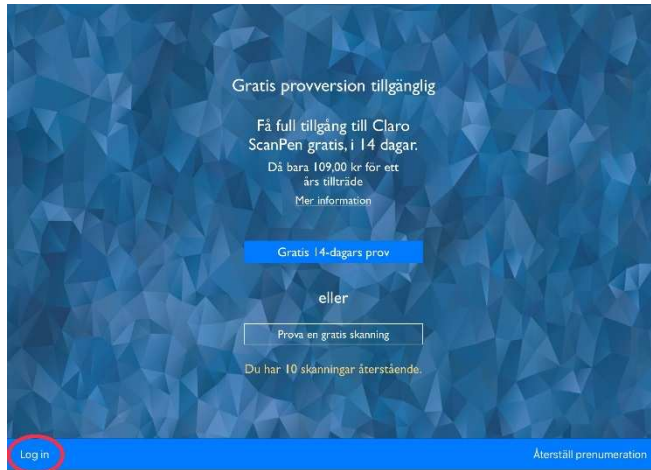 Gratis provversion tillgänglig
Få full tillgång till Claro
ScanPen gratis, i 14 dagar.
Då bara 109,00 kr för ett
års tillträde
Mer information
Gratis 14-dagars prov
eller
Prova en gratis skanning
Du har 10 skanningar återstående.
Log in
Återställ prenumeration